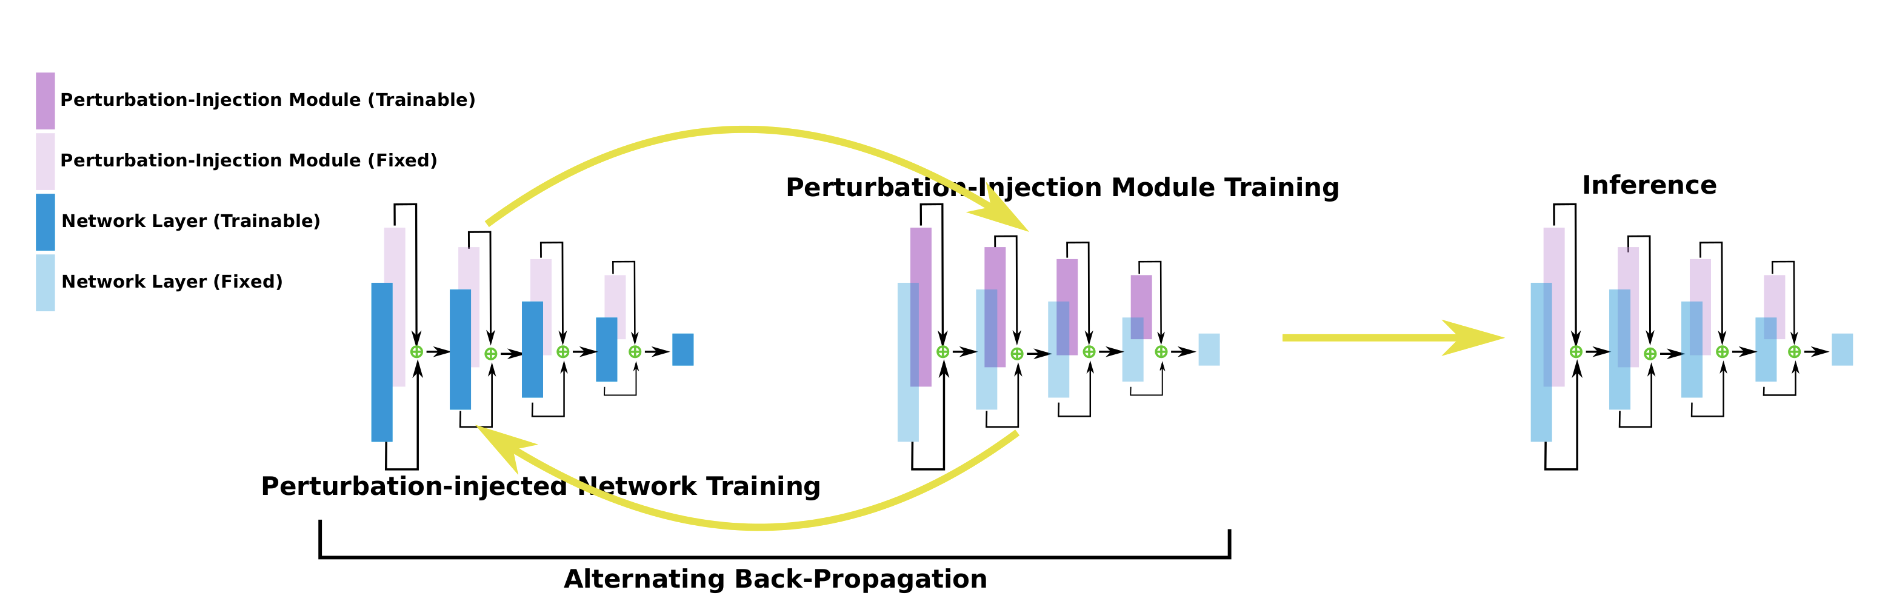 Perturbation-Injection Module (Trainable)
Perturbation-Injection Module (Fixed)
Network Layer (Trainable)
Network Layer (Fixed)
Perturbation-Injection Module Training
Inference
Perturbation-injected Network Training
Alternating Back-Propagation